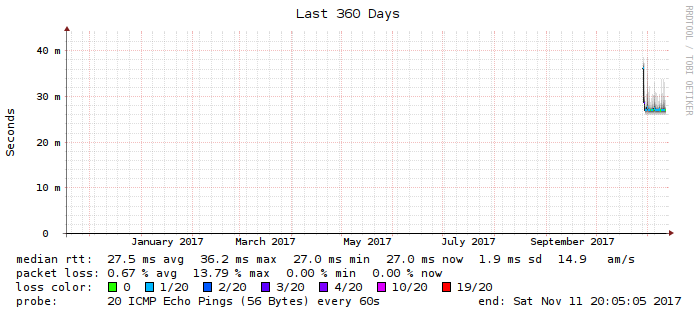 Last 360 Days
RRDTOOL / TOBI OETIKER
Seconds
40 m
30 m
20 m
10 m
0
January 2017 March 2017 May 2017 July 2017 September 2017
median rtt: 27.5 ms avg 36.2 ms max 27.0 ms min 27.0 ms now 1.9 ms sd 14.9 am/s
packet loss: 0.67 % avg 13.79 % max 0.00 % min 0.00 % now
loss color: 0 1/20 2/20 3/20 4/20 10/20 19/20
probe: 20 ICMP Echo Pings (56 Bytes) every 60s end: Sat Nov 11 20:05:05 2017